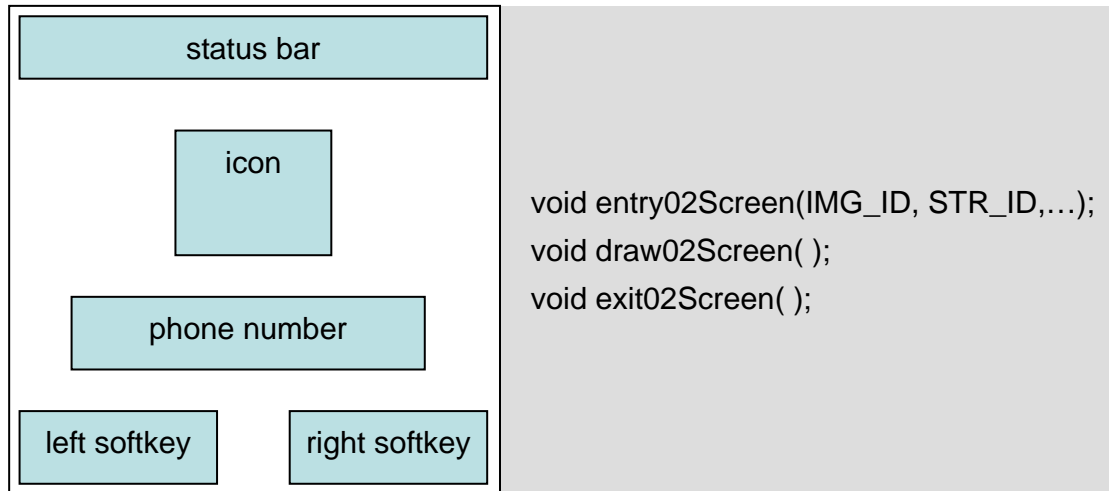 status bar
icon
phone number
left softkey
right softkey
void entry02Screen(IMG_ID, STR_ID,…);
void draw02Screen( );
void exit02Screen( );